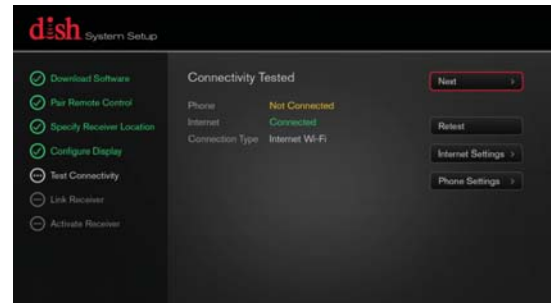 dish System Setup
Download Software
Pair Remote Control
Specify Receiver Location
Configure Display
Test Connectivity
Link Receiver
Activate Receiver
Connectivity Tested
Phone Not Connected
Internet Connected
Connection Type Internet Wi-Fi
Next
Retest
Internet Settings
Phone Settings